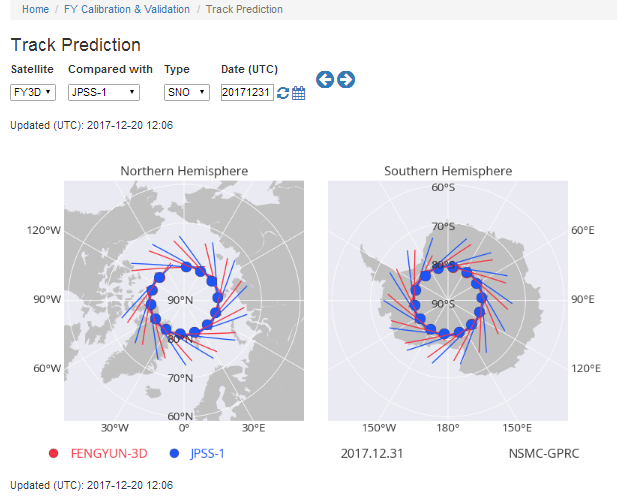 Home / FY Calibration & Validation / Track Prediction
Track Prediction
Satellite Compared with Type Date (UTC)
FY3D JPSS-1 SNO 20171231
Updated (UTC): 2017-12-20 12:06
Northern Hemisphere Southern Hemisphere
60°S
120°W 70°S 60°E
80°S
90°W 90°N 90°S 90°E
80°N
60°W 70°N 120°E
60°N
30°W 0° 30°E 150°W 180° 150°E
FENGYUN-3D JPSS-1 2017.12.31 NSMC-GPRC
Updated (UTC): 2017-12-20 12:06